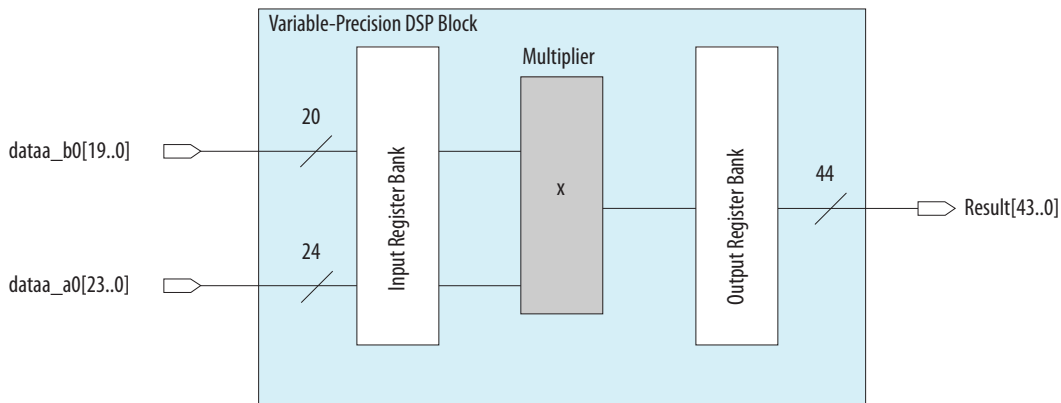 Variable-Precision DSP Block
Multiplier
20
dataa_b0[19..0]
Input Register Bank
x
Output Register Bank
44
Result[43..0]
24
dataa_a0[23..0]